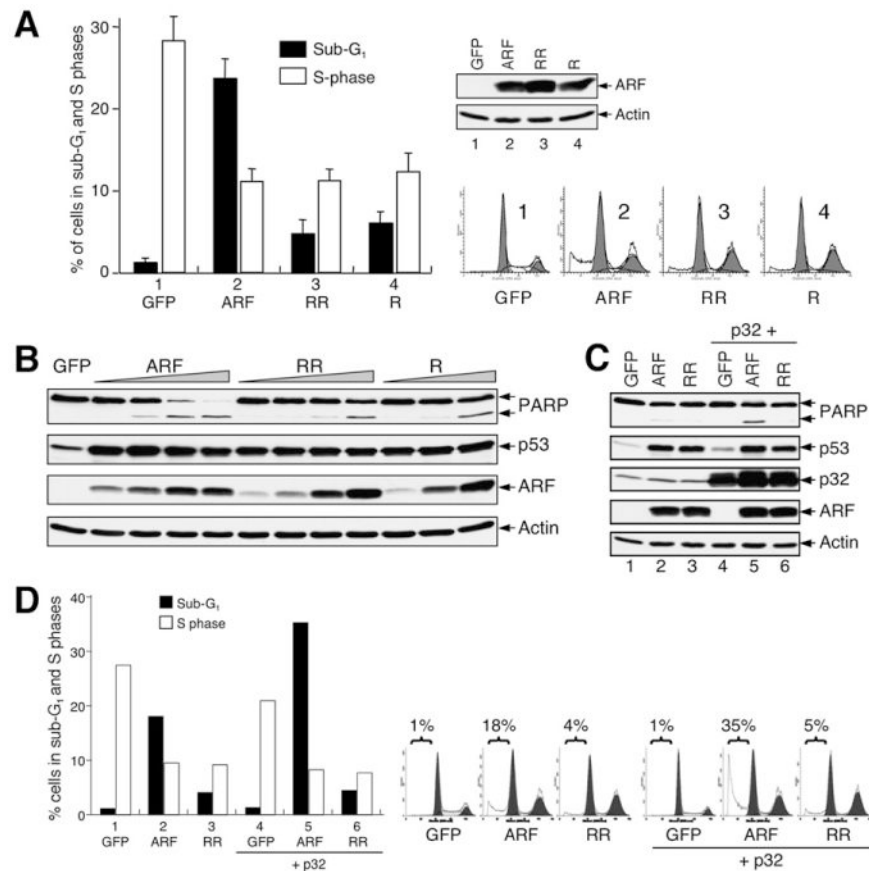 A
30
20
10
0
% of cells in sub-G₁ and S phases
Sub-G₁
S-phase
1 2 3 4
GFP ARF RR R
GFP ARF RR R
ARF
Actin
1 2 3 4
1 2 3 4
GFP ARF RR R
B
GFP ARF RR R
PARP
p53
ARF
Actin
C
p32 +
GFP ARF RR GFP ARF RR
PARP
p53
p32
ARF
Actin
1 2 3 4 5 6
D
40
30
20
10
0
% cells in sub-G₁ and S phases
Sub-G₁
S phase
1 2 3 4 5 6
GFP ARF RR GFP ARF RR
+ p32
1% 18% 4% 1% 35% 5%
GFP ARF RR GFP ARF RR
+ p32